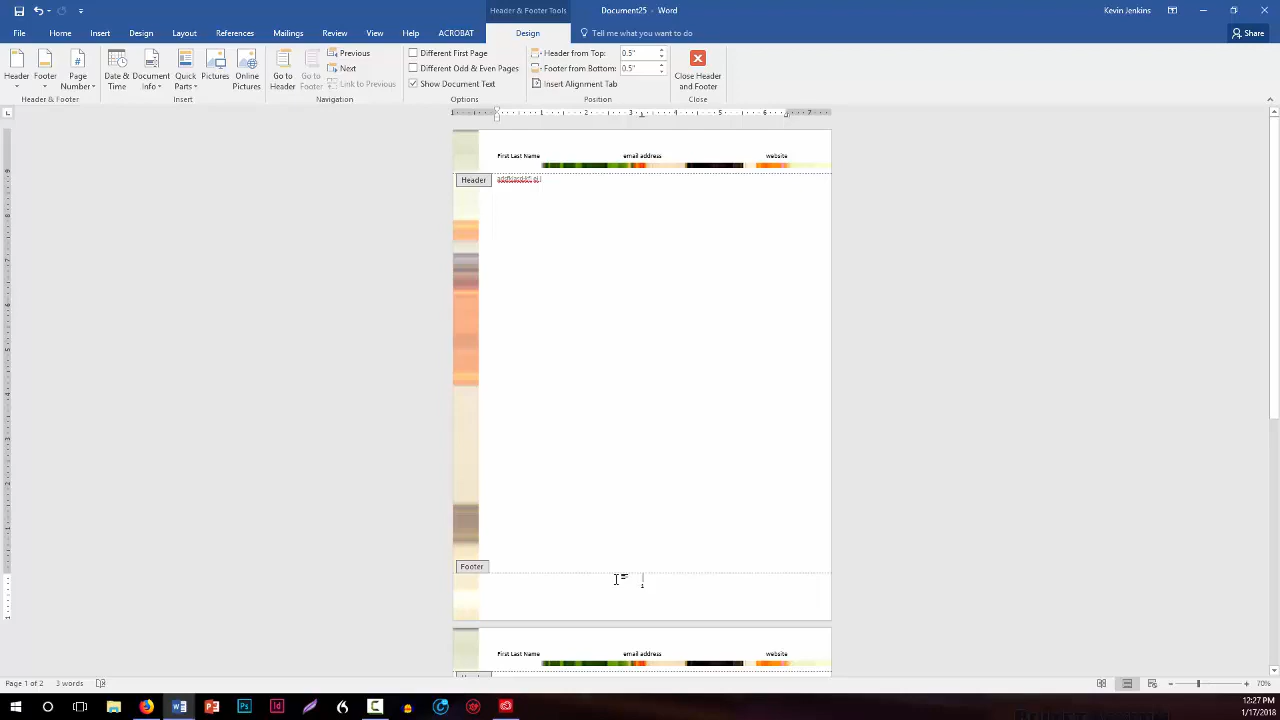 Header & Footer Tools
Document25 - Word
Kevin Jenkins
File Home Insert Design Layout References Mailings Review View Help ACROBAT Design Tell me what you want to do Share
Header Footer Page Number
Header & Footer
Date & Time Document Info Quick Parts Pictures Online Pictures
Insert
Go to Header Go to Footer Previous Next Link to Previous
Navigation
Different First Page
Different Odd & Even Pages
Show Document Text
Options
Header from Top: 0.5"
Footer from Bottom: 0.5"
Insert Alignment Tab
Position
Close Header and Footer
Close
First Last Name email address website
Header
Footer
1
First Last Name email address website
Page 1 of 2 3 words 70%
12:27 PM
1/17/2018